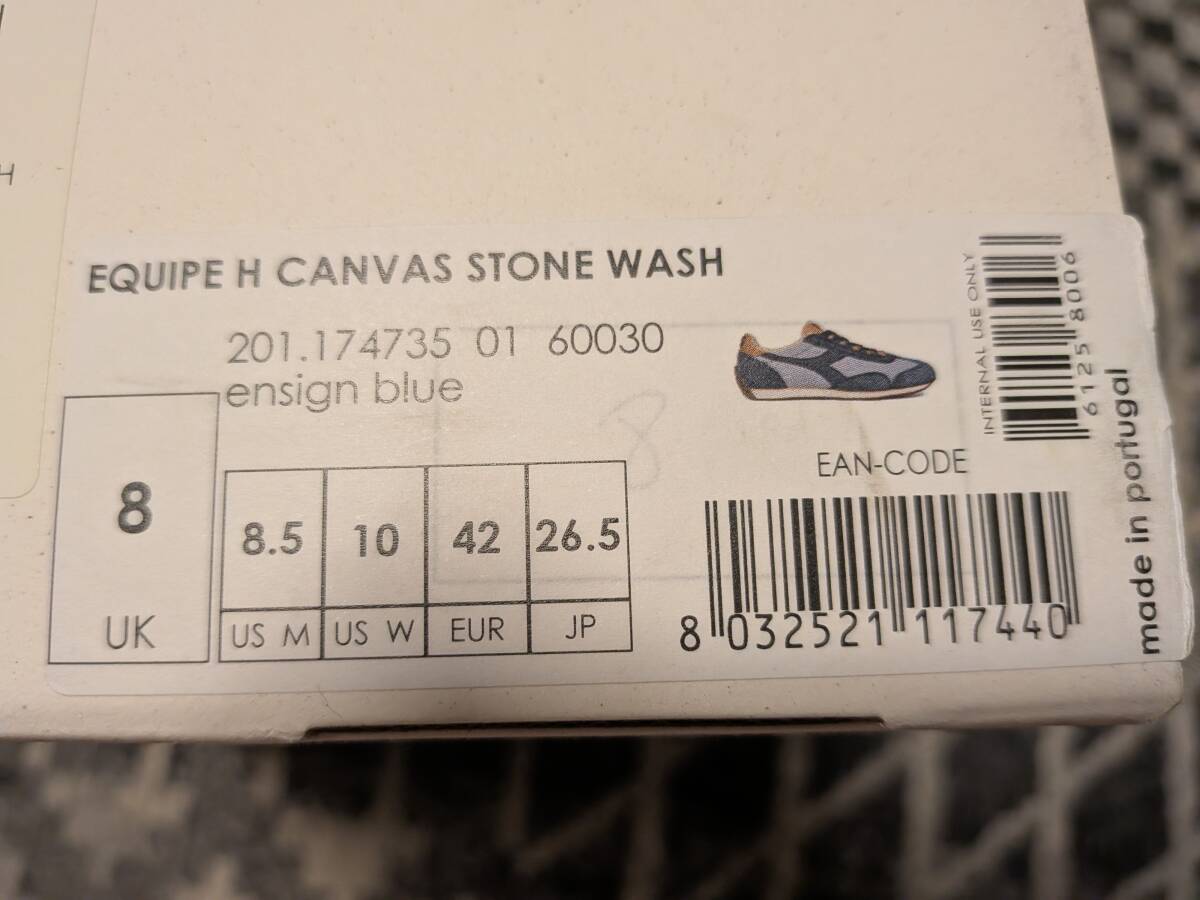 EQUIPE H CANVAS STONE WASH
201.174735 01 60030
ensign blue
8
UK
8.5 10 42 26.5
US M US W EUR JP
8
EAN-CODE
8 032521 117440
INTERNAL USE ONLY
6125 8006
made in portugal
H